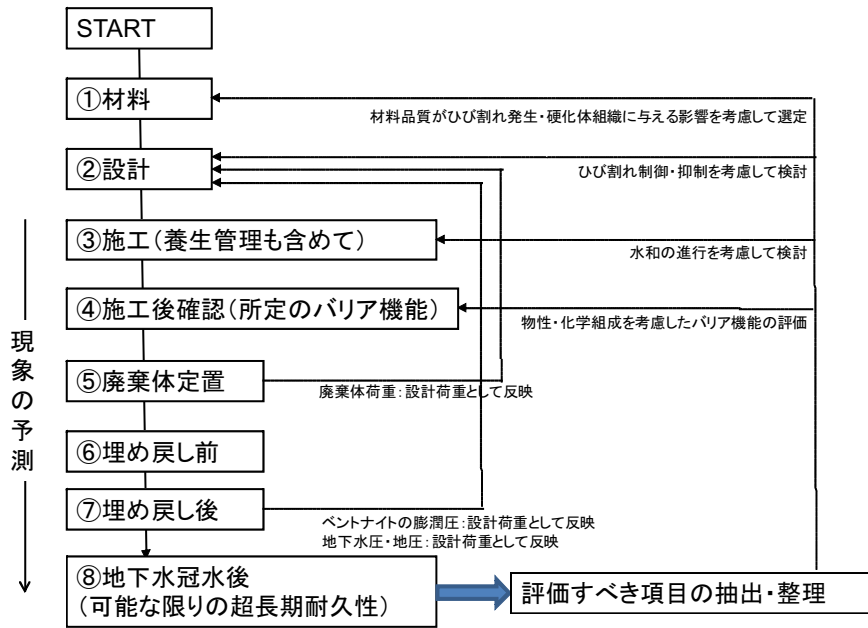 START
①材料
材料品質がひび割れ発生・硬化体組織に与える影響を考慮して選定
②設計
ひび割れ制御・抑制を考慮して検討
③施工（養生管理も含めて）
水和の進行を考慮して検討
④施工後確認（所定のバリア機能）
物性・化学組成を考慮したバリア機能の評価
現象の予測
⑤廃棄体定置
廃棄体荷重：設計荷重として反映
⑥埋め戻し前
⑦埋め戻し後
ベントナイトの膨潤圧：設計荷重として反映
地下水圧・地圧：設計荷重として反映
⑧地下水冠水後
（可能な限りの超長期耐久性）
評価すべき項目の抽出・整理